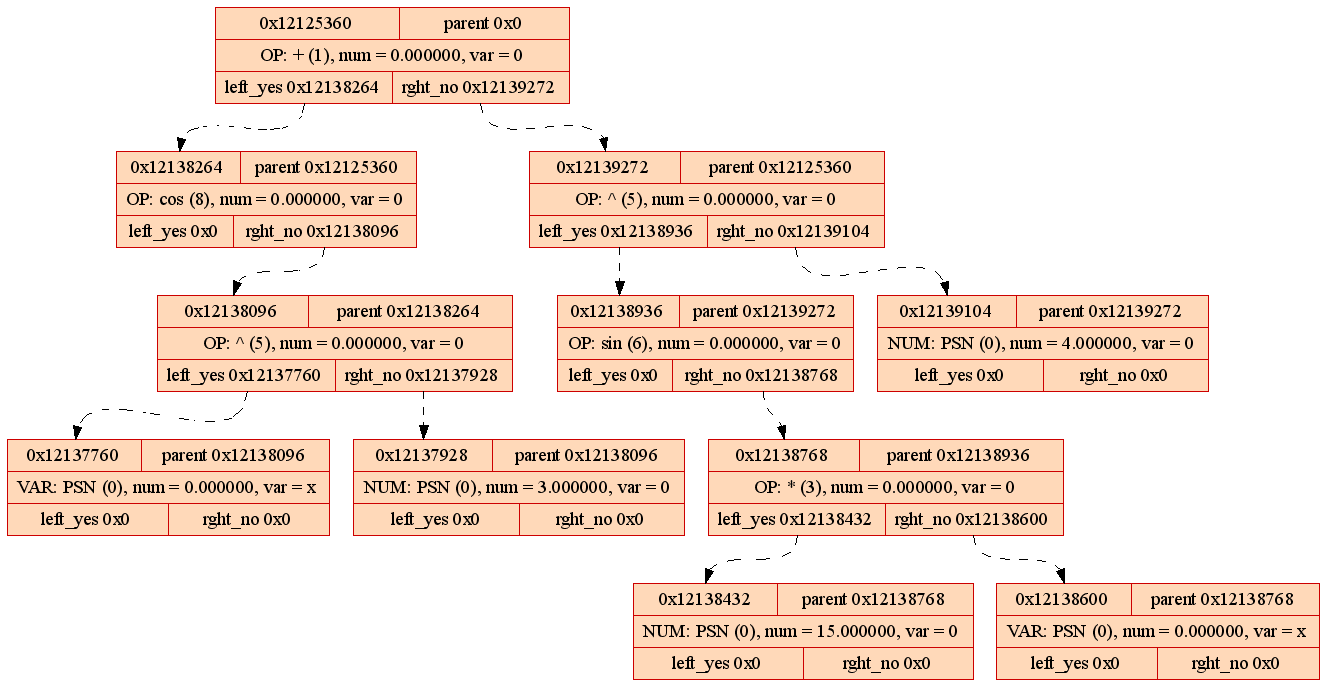 0x12125360 parent 0x0
OP: + (1), num = 0.000000, var = 0
left_yes 0x12138264 rght_no 0x12139272
0x12138264 parent 0x12125360
OP: cos (8), num = 0.000000, var = 0
left_yes 0x0 rght_no 0x12138096
0x12139272 parent 0x12125360
OP: ^ (5), num = 0.000000, var = 0
left_yes 0x12138936 rght_no 0x12139104
0x12138096 parent 0x12138264
OP: ^ (5), num = 0.000000, var = 0
left_yes 0x12137760 rght_no 0x12137928
0x12138936 parent 0x12139272
OP: sin (6), num = 0.000000, var = 0
left_yes 0x0 rght_no 0x12138768
0x12139104 parent 0x12139272
NUM: PSN (0), num = 4.000000, var = 0
left_yes 0x0 rght_no 0x0
0x12137760 parent 0x12138096
VAR: PSN (0), num = 0.000000, var = x
left_yes 0x0 rght_no 0x0
0x12137928 parent 0x12138096
NUM: PSN (0), num = 3.000000, var = 0
left_yes 0x0 rght_no 0x0
0x12138768 parent 0x12138936
OP: * (3), num = 0.000000, var = 0
left_yes 0x12138432 rght_no 0x12138600
0x12138432 parent 0x12138768
NUM: PSN (0), num = 15.000000, var = 0
left_yes 0x0 rght_no 0x0
0x12138600 parent 0x12138768
VAR: PSN (0), num = 0.000000, var = x
left_yes 0x0 rght_no 0x0